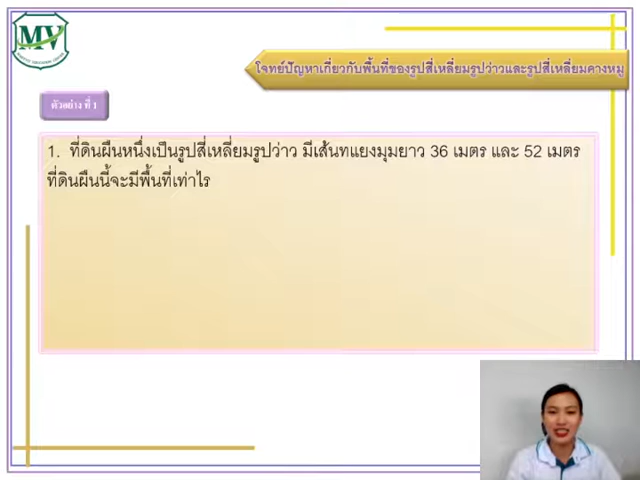 MV
โจทย์ปัญหาเกี่ยวกับพื้นที่ของรูปสี่เหลี่ยมรูปว่าวและรูปสี่เหลี่ยมคางหมู
ตัวอย่าง ที่ 1
1. ที่ดินผืนหนึ่งเป็นรูปสี่เหลี่ยมรูปว่าว มีเส้นทแยงมุมยาว 36 เมตร และ 52 เมตร
ที่ดินผืนนี้จะมีพื้นที่เท่าไร